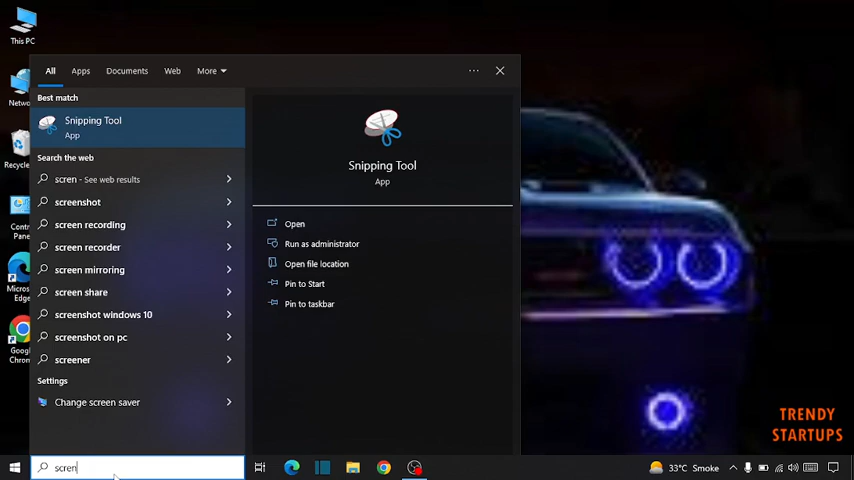 This PC
All Apps Documents Web More
Best match
Netwo
Snipping Tool
App
Recycle
Search the web
scren - See web results
screenshot
screen recording
screen recorder
screen mirroring
screen share
screenshot windows 10
screenshot on pc
screener
Settings
Change screen saver
Contr
Panel
Micros
Edge
Google
Chrom
Snipping Tool
App
Open
Run as administrator
Open file location
Pin to Start
Pin to taskbar
TRENDY
STARTUPS
scren
33°C Smoke